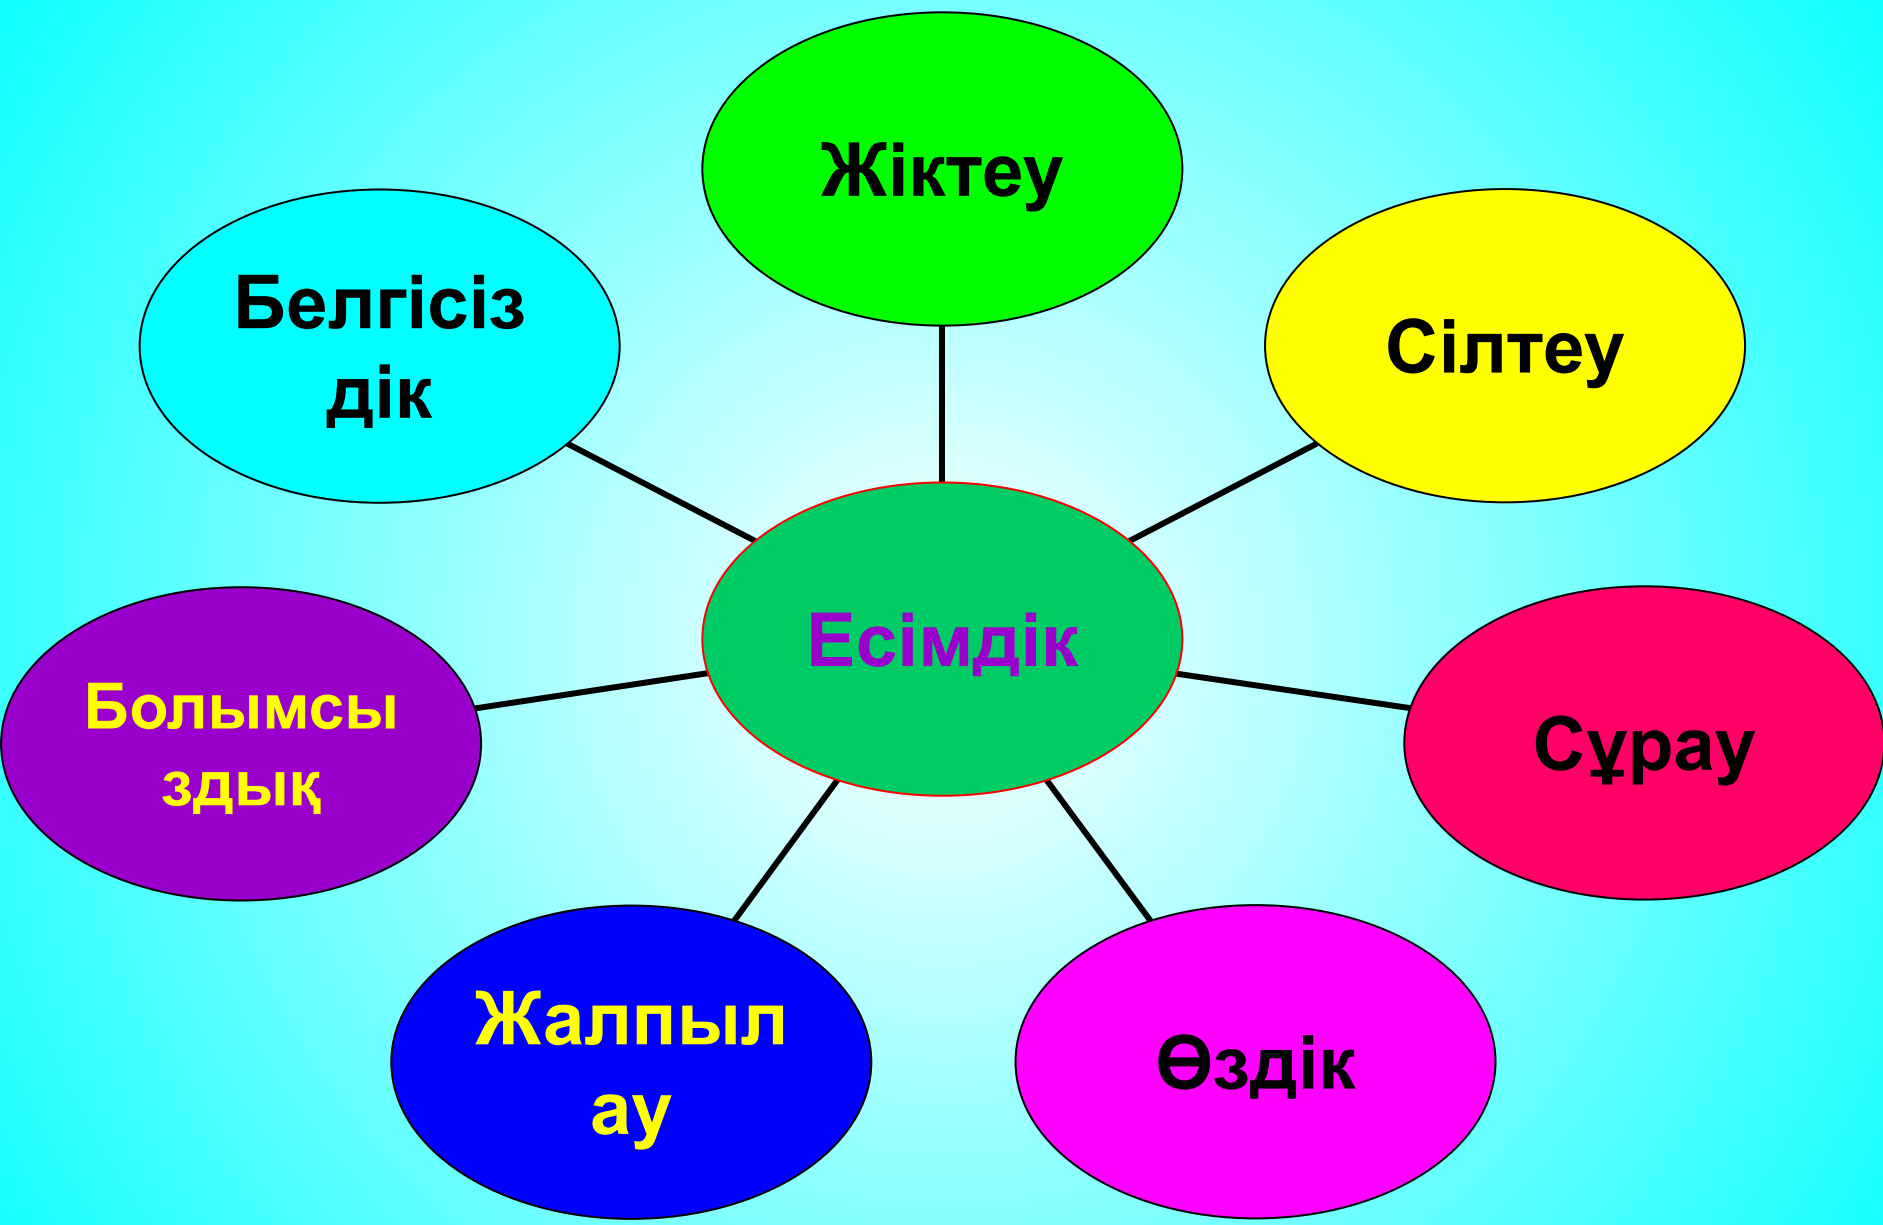 Жіктеу
Белгісіз
дік
Сілтеу
Есімдік
Болымсы
здық
Сұрау
Жалпыл
ау
Өздік